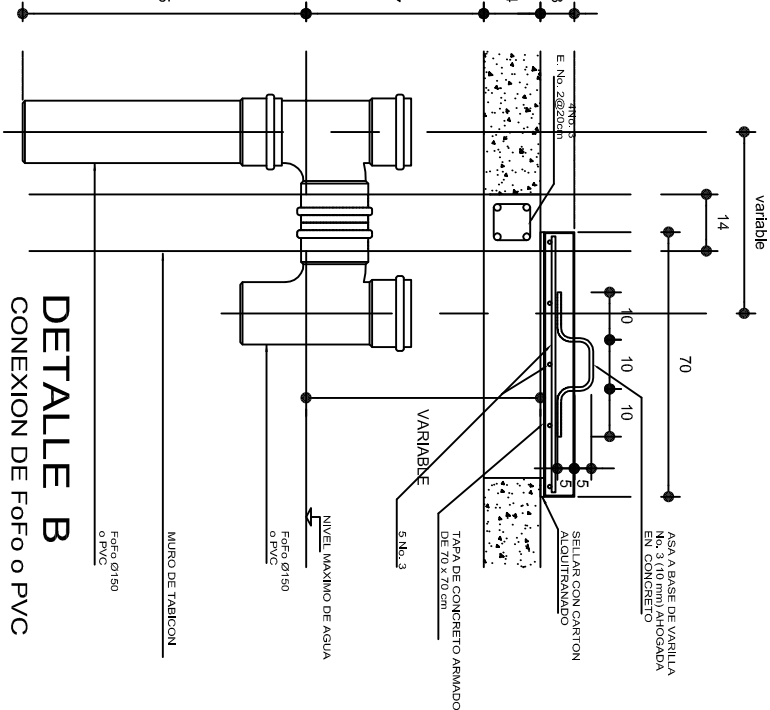 variable
14
70
10
10
10
5
5
4No. 3
E. No. 2@20cm
ASA A BASE DE VARILLA
No. 3 (10 mm) AHOGADA
EN CONCRETO
SELLAR CON CARTON
ALQUITRANADO
TAPA DE CONCRETO ARMADO
DE 70 x 70 cm
5 No. 3
VARIABLE
NIVEL MAXIMO DE AGUA
FoFo Ø150
o PVC
MURO DE TABICON
FoFo Ø150
o PVC
DETALLE B
CONEXION DE FoFo o PVC